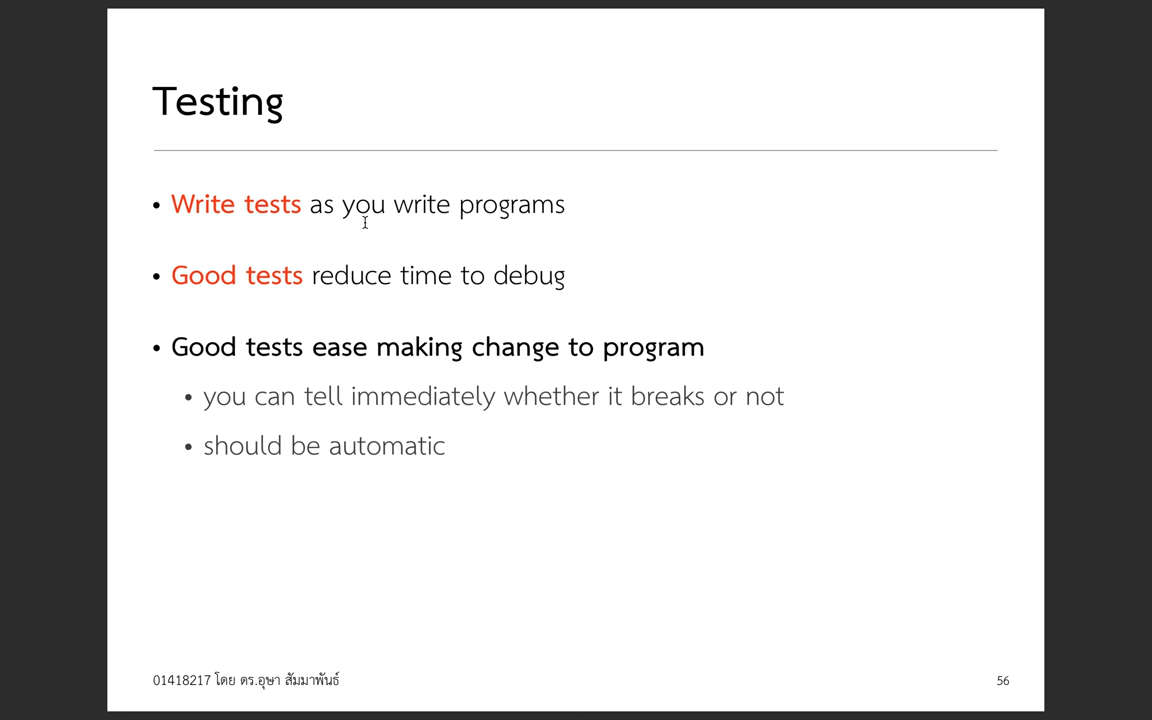 Testing
• Write tests as you write programs
• Good tests reduce time to debug
• Good tests ease making change to program
• you can tell immediately whether it breaks or not
• should be automatic
01418217 โดย ดร.อุษา สัมมาพันธ์
56